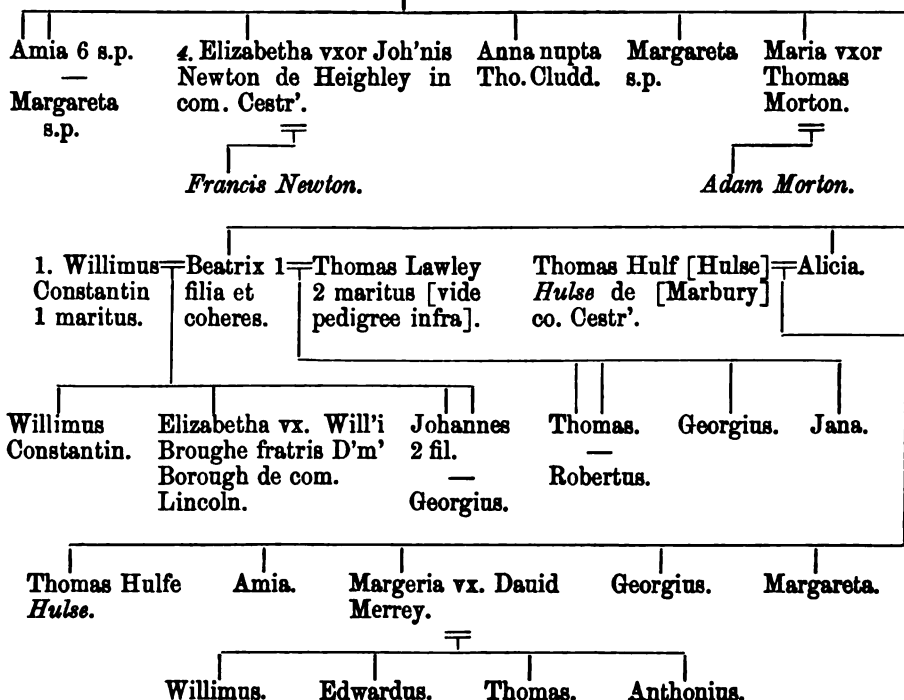 Amia 6 s.p.
—
Margareta
s.p.
4. Elizabetha vxor Joh'nis
Newton de Heighley in
com. Cestr'.
Anna nupta
Tho. Cludd.
Margareta
s.p.
Maria vxor
Thomas
Morton.
Francis Newton.
Adam Morton.
1. Willimus
Constantin
1 maritus.
Beatrix 1
filia et
coheres.
Thomas Lawley
2 maritus [vide
pedigree infra].
Thomas Hulf [Hulse]
Hulse de [Marbury]
co. Cestr'.
Alicia.
Willimus
Constantin.
Elizabetha vx. Will'i
Broughe fratris D'm'
Borough de com.
Lincoln.
Johannes
2 fil.
—
Georgius.
Thomas.
—
Robertus.
Georgius.
Jana.
Thomas Hulfe
Hulse.
Amia.
Margeria vx. Dauid
Merrey.
Georgius.
Margareta.
Willimus.
Edwardus.
Thomas.
Anthonius.